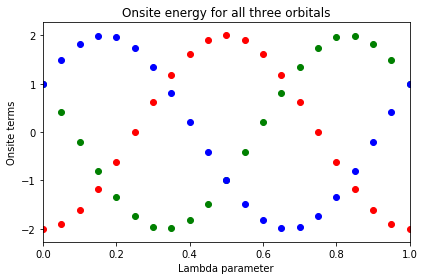 Onsite energy for all three orbitals
Onsite terms
2
1
0
−1
−2
0.0 0.2 0.4 0.6 0.8 1.0
Lambda parameter